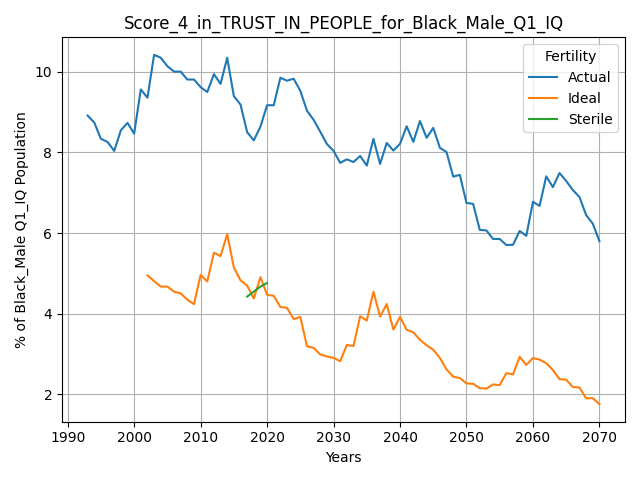 Score_4_in_TRUST_IN_PEOPLE_for_Black_Male_Q1_IQ
Fertility
Actual
Ideal
Sterile
% of Black_Male Q1_IQ Population
10
8
6
4
2
1990 2000 2010 2020 2030 2040 2050 2060 2070
Years